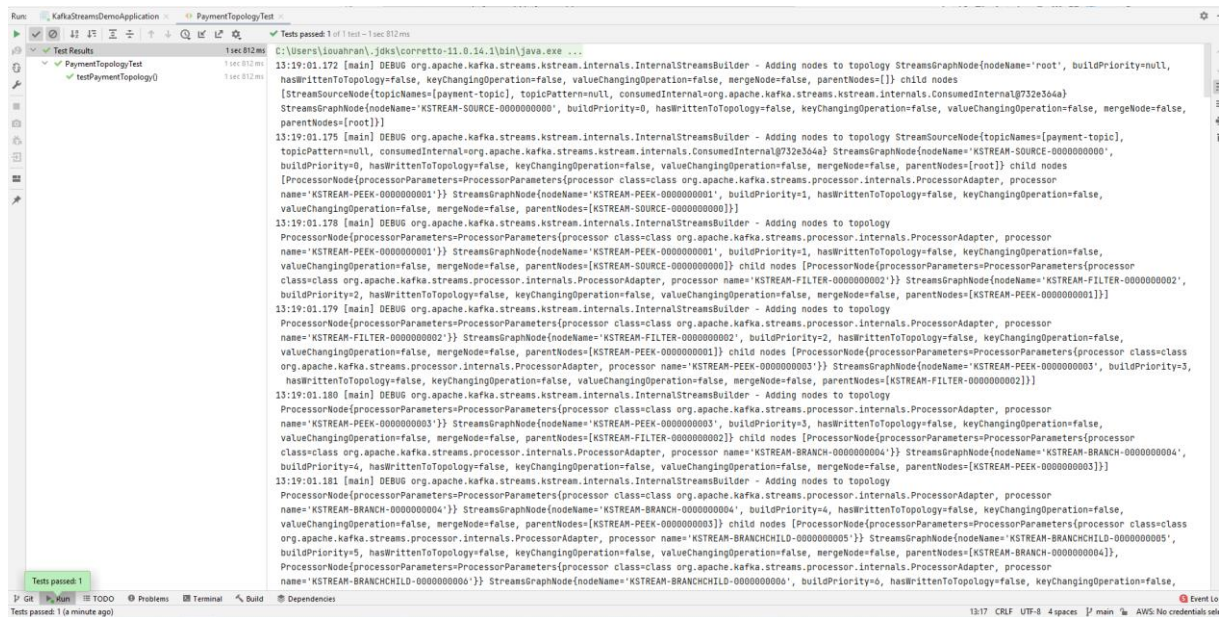 Run: KafkaStreamsDemoApplication × PaymentTopologyTest ×
Tests passed: 1 of 1 test – 1 sec 812 ms
Test Results 1 sec 812 ms
PaymentTopologyTest 1 sec 812 ms
testPaymentTopology() 1 sec 812 ms
C:\Users\iouahran\.jdks\corretto-11.0.14.1\bin\java.exe ...
13:19:01.172 [main] DEBUG org.apache.kafka.streams.kstream.internals.InternalStreamsBuilder - Adding nodes to topology StreamsGraphNode{nodeName='root', buildPriority=null,
hasWrittenToTopology=false, keyChangingOperation=false, valueChangingOperation=false, mergeNode=false, parentNodes=[]} child nodes
[StreamSourceNode{topicNames=[payment-topic], topicPattern=null, consumedInternal=org.apache.kafka.streams.kstream.internals.ConsumedInternal@732e364a}
StreamsGraphNode{nodeName='KSTREAM-SOURCE-0000000000', buildPriority=0, hasWrittenToTopology=false, keyChangingOperation=false, valueChangingOperation=false, mergeNode=false,
parentNodes=[root]}]
13:19:01.175 [main] DEBUG org.apache.kafka.streams.kstream.internals.InternalStreamsBuilder - Adding nodes to topology StreamSourceNode{topicNames=[payment-topic],
topicPattern=null, consumedInternal=org.apache.kafka.streams.kstream.internals.ConsumedInternal@732e364a} StreamsGraphNode{nodeName='KSTREAM-SOURCE-0000000000',
buildPriority=0, hasWrittenToTopology=false, keyChangingOperation=false, valueChangingOperation=false, mergeNode=false, parentNodes=[root]} child nodes
[ProcessorNode{processorParameters=ProcessorParameters{processor class=class org.apache.kafka.streams.processor.internals.ProcessorAdapter, processor
name='KSTREAM-PEEK-0000000001'}} StreamsGraphNode{nodeName='KSTREAM-PEEK-0000000001', buildPriority=1, hasWrittenToTopology=false, keyChangingOperation=false,
valueChangingOperation=false, mergeNode=false, parentNodes=[KSTREAM-SOURCE-0000000000]}]
13:19:01.178 [main] DEBUG org.apache.kafka.streams.kstream.internals.InternalStreamsBuilder - Adding nodes to topology
ProcessorNode{processorParameters=ProcessorParameters{processor class=class org.apache.kafka.streams.processor.internals.ProcessorAdapter, processor
name='KSTREAM-PEEK-0000000001'}} StreamsGraphNode{nodeName='KSTREAM-PEEK-0000000001', buildPriority=1, hasWrittenToTopology=false, keyChangingOperation=false,
valueChangingOperation=false, mergeNode=false, parentNodes=[KSTREAM-SOURCE-0000000000]} child nodes [ProcessorNode{processorParameters=ProcessorParameters{processor
class=class org.apache.kafka.streams.processor.internals.ProcessorAdapter, processor name='KSTREAM-FILTER-0000000002'}} StreamsGraphNode{nodeName='KSTREAM-FILTER-0000000002',
buildPriority=2, hasWrittenToTopology=false, keyChangingOperation=false, valueChangingOperation=false, mergeNode=false, parentNodes=[KSTREAM-PEEK-0000000001]}]
13:19:01.179 [main] DEBUG org.apache.kafka.streams.kstream.internals.InternalStreamsBuilder - Adding nodes to topology
ProcessorNode{processorParameters=ProcessorParameters{processor class=class org.apache.kafka.streams.processor.internals.ProcessorAdapter, processor
name='KSTREAM-FILTER-0000000002'}} StreamsGraphNode{nodeName='KSTREAM-FILTER-0000000002', buildPriority=2, hasWrittenToTopology=false, keyChangingOperation=false,
valueChangingOperation=false, mergeNode=false, parentNodes=[KSTREAM-PEEK-0000000001]} child nodes [ProcessorNode{processorParameters=ProcessorParameters{processor class=class
org.apache.kafka.streams.processor.internals.ProcessorAdapter, processor name='KSTREAM-PEEK-0000000003'}} StreamsGraphNode{nodeName='KSTREAM-PEEK-0000000003', buildPriority=3,
hasWrittenToTopology=false, keyChangingOperation=false, valueChangingOperation=false, mergeNode=false, parentNodes=[KSTREAM-FILTER-0000000002]}]
13:19:01.180 [main] DEBUG org.apache.kafka.streams.kstream.internals.InternalStreamsBuilder - Adding nodes to topology
ProcessorNode{processorParameters=ProcessorParameters{processor class=class org.apache.kafka.streams.processor.internals.ProcessorAdapter, processor
name='KSTREAM-PEEK-0000000003'}} StreamsGraphNode{nodeName='KSTREAM-PEEK-0000000003', buildPriority=3, hasWrittenToTopology=false, keyChangingOperation=false,
valueChangingOperation=false, mergeNode=false, parentNodes=[KSTREAM-FILTER-0000000002]} child nodes [ProcessorNode{processorParameters=ProcessorParameters{processor
class=class org.apache.kafka.streams.processor.internals.ProcessorAdapter, processor name='KSTREAM-BRANCH-0000000004'}} StreamsGraphNode{nodeName='KSTREAM-BRANCH-0000000004',
buildPriority=4, hasWrittenToTopology=false, keyChangingOperation=false, valueChangingOperation=false, mergeNode=false, parentNodes=[KSTREAM-PEEK-0000000003]}]
13:19:01.181 [main] DEBUG org.apache.kafka.streams.kstream.internals.InternalStreamsBuilder - Adding nodes to topology
ProcessorNode{processorParameters=ProcessorParameters{processor class=class org.apache.kafka.streams.processor.internals.ProcessorAdapter, processor
name='KSTREAM-BRANCH-0000000004'}} StreamsGraphNode{nodeName='KSTREAM-BRANCH-0000000004', buildPriority=4, hasWrittenToTopology=false, keyChangingOperation=false,
valueChangingOperation=false, mergeNode=false, parentNodes=[KSTREAM-PEEK-0000000003]} child nodes [ProcessorNode{processorParameters=ProcessorParameters{processor class=class
org.apache.kafka.streams.processor.internals.ProcessorAdapter, processor name='KSTREAM-BRANCHCHILD-0000000005'}} StreamsGraphNode{nodeName='KSTREAM-BRANCHCHILD-0000000005',
buildPriority=5, hasWrittenToTopology=false, keyChangingOperation=false, valueChangingOperation=false, mergeNode=false, parentNodes=[KSTREAM-BRANCH-0000000004]},
ProcessorNode{processorParameters=ProcessorParameters{processor class=class org.apache.kafka.streams.processor.internals.ProcessorAdapter, processor
name='KSTREAM-BRANCHCHILD-0000000006'}} StreamsGraphNode{nodeName='KSTREAM-BRANCHCHILD-0000000006', buildPriority=6, hasWrittenToTopology=false, keyChangingOperation=false,
Tests passed: 1
Git Run TODO Problems Terminal Build Dependencies Event Lo
Tests passed: 1 (a minute ago) 13:17 CRLF UTF-8 4 spaces main AWS: No credentials sele